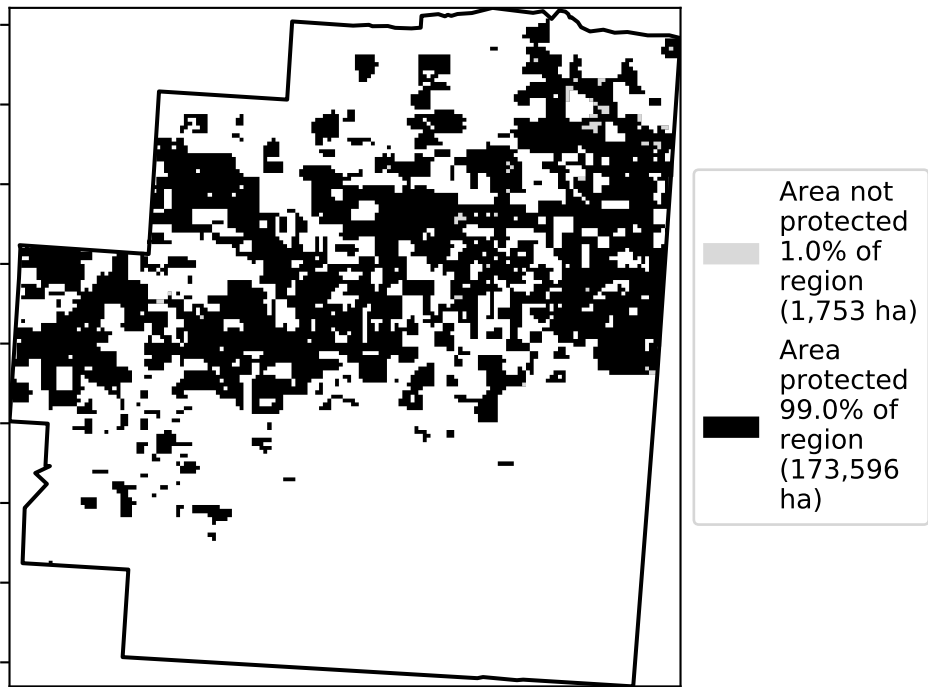 Area not
protected
1.0% of
region
(1,753 ha)
Area
protected
99.0% of
region
(173,596
ha)